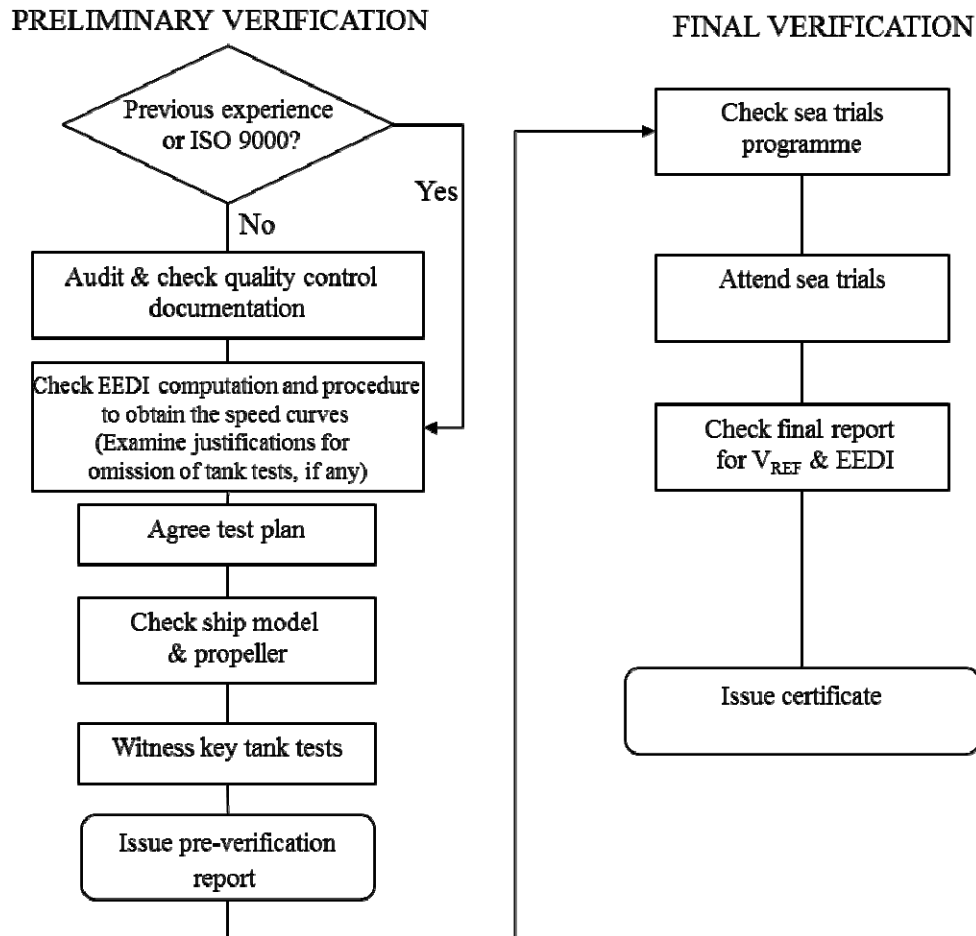 PRELIMINARY VERIFICATION
Previous experience
or ISO 9000?
Yes
No
Audit & check quality control
documentation
Check EEDI computation and procedure
to obtain the speed curves
(Examine justifications for
omission of tank tests, if any)
Agree test plan
Check ship model
& propeller
Witness key tank tests
Issue pre-verification
report
FINAL VERIFICATION
Check sea trials
programme
Attend sea trials
Check final report
for VREF & EEDI
Issue certificate